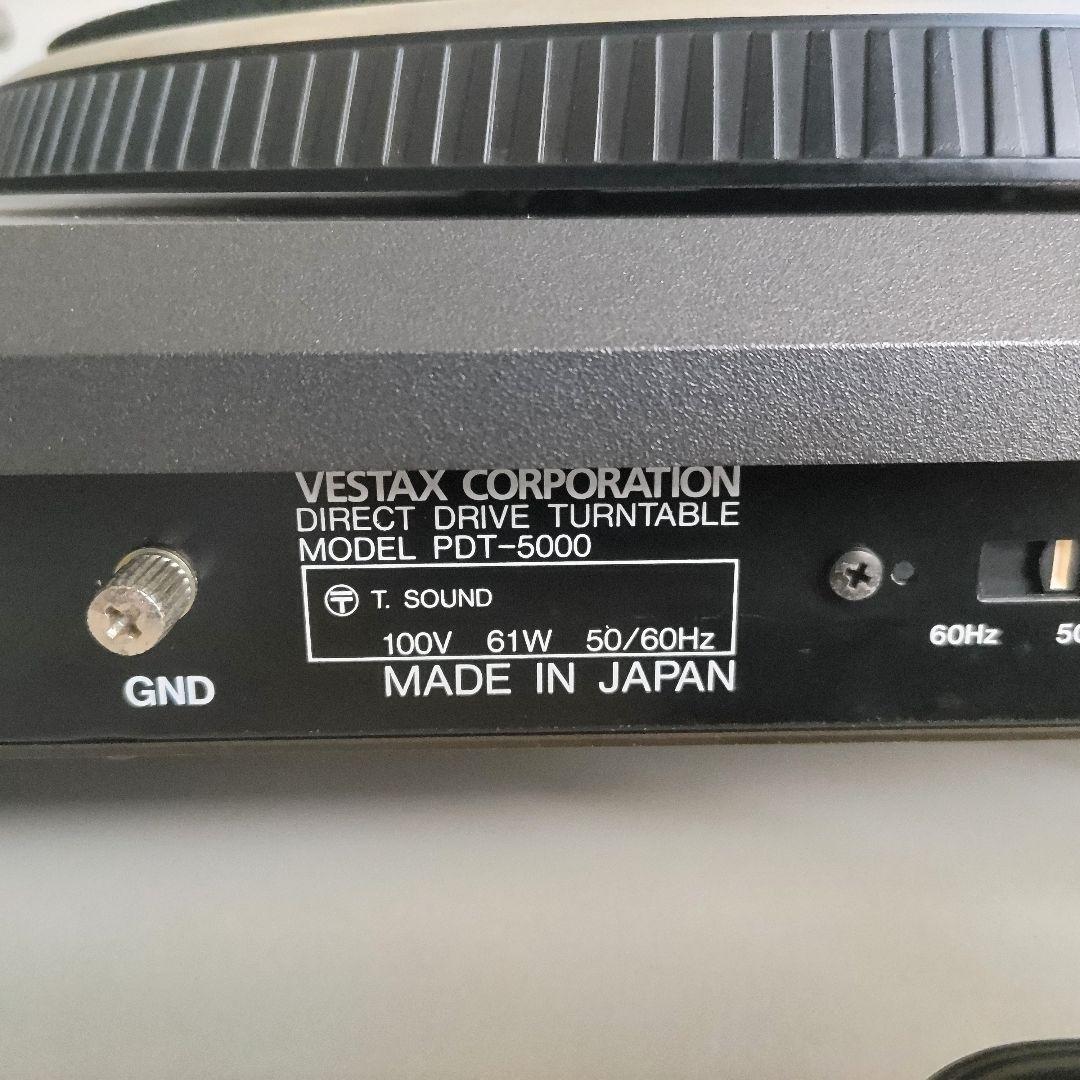 VESTAX CORPORATION
DIRECT DRIVE TURNTABLE
MODEL PDT-5000
T. SOUND
100V 61W 50/60Hz
MADE IN JAPAN
GND
60Hz